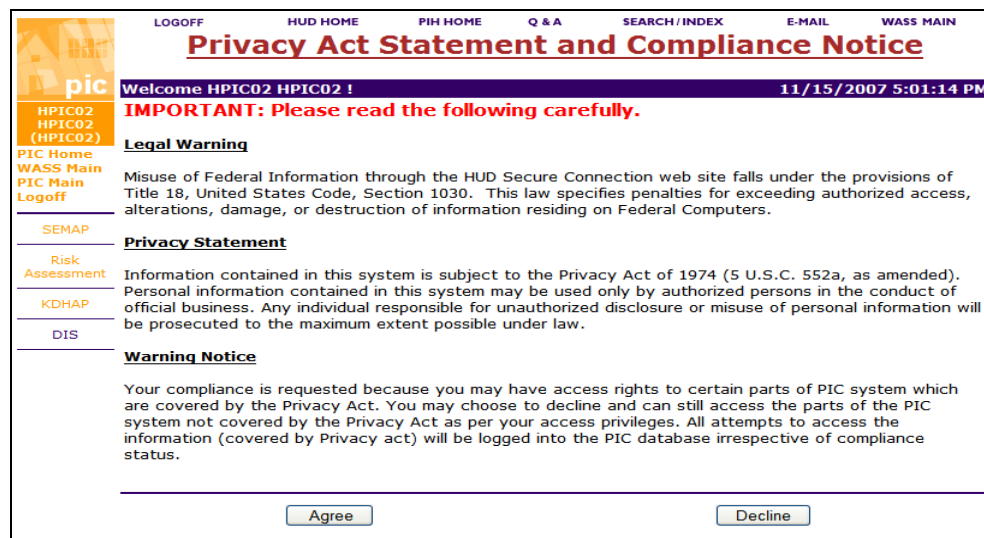 LOGOFF HUD HOME PIH HOME Q & A SEARCH / INDEX E-MAIL WASS MAIN
Privacy Act Statement and Compliance Notice
pic
Welcome HPIC02 HPIC02 ! 11/15/2007 5:01:14 PM
HPIC02
HPIC02
(HPIC02)
PIC Home
WASS Main
PIC Main
Logoff
SEMAP
Risk
Assessment
KDHAP
DIS
IMPORTANT: Please read the following carefully.
Legal Warning
Misuse of Federal Information through the HUD Secure Connection web site falls under the provisions of
Title 18, United States Code, Section 1030. This law specifies penalties for exceeding authorized access,
alterations, damage, or destruction of information residing on Federal Computers.
Privacy Statement
Information contained in this system is subject to the Privacy Act of 1974 (5 U.S.C. 552a, as amended).
Personal information contained in this system may be used only by authorized persons in the conduct of
official business. Any individual responsible for unauthorized disclosure or misuse of personal information will
be prosecuted to the maximum extent possible under law.
Warning Notice
Your compliance is requested because you may have access rights to certain parts of PIC system which
are covered by the Privacy Act. You may choose to decline and can still access the parts of the PIC
system not covered by the Privacy Act as per your access privileges. All attempts to access the
information (covered by Privacy act) will be logged into the PIC database irrespective of compliance
status.
Agree Decline